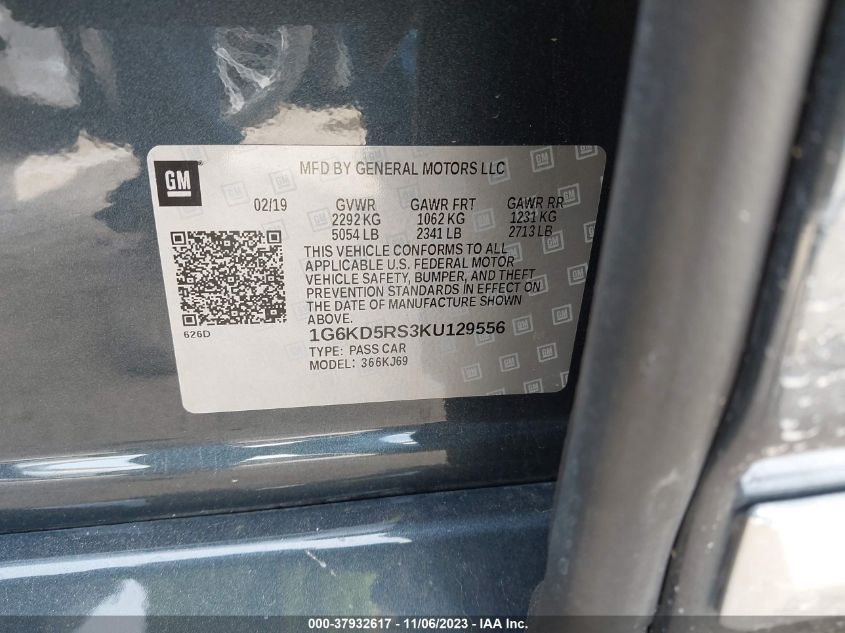 GM
MFD BY GENERAL MOTORS LLC
02/19 GVWR GAWR FRT GAWR RR
2292 KG 1062 KG 1231 KG
5054 LB 2341 LB 2713 LB
THIS VEHICLE CONFORMS TO ALL
APPLICABLE U.S. FEDERAL MOTOR
VEHICLE SAFETY, BUMPER, AND THEFT
PREVENTION STANDARDS IN EFFECT ON
THE DATE OF MANUFACTURE SHOWN
ABOVE.
626D
1G6KD5RS3KU129556
TYPE: PASS CAR
MODEL: 366KJ69
000-37932617 - 11/06/2023 - IAA Inc.